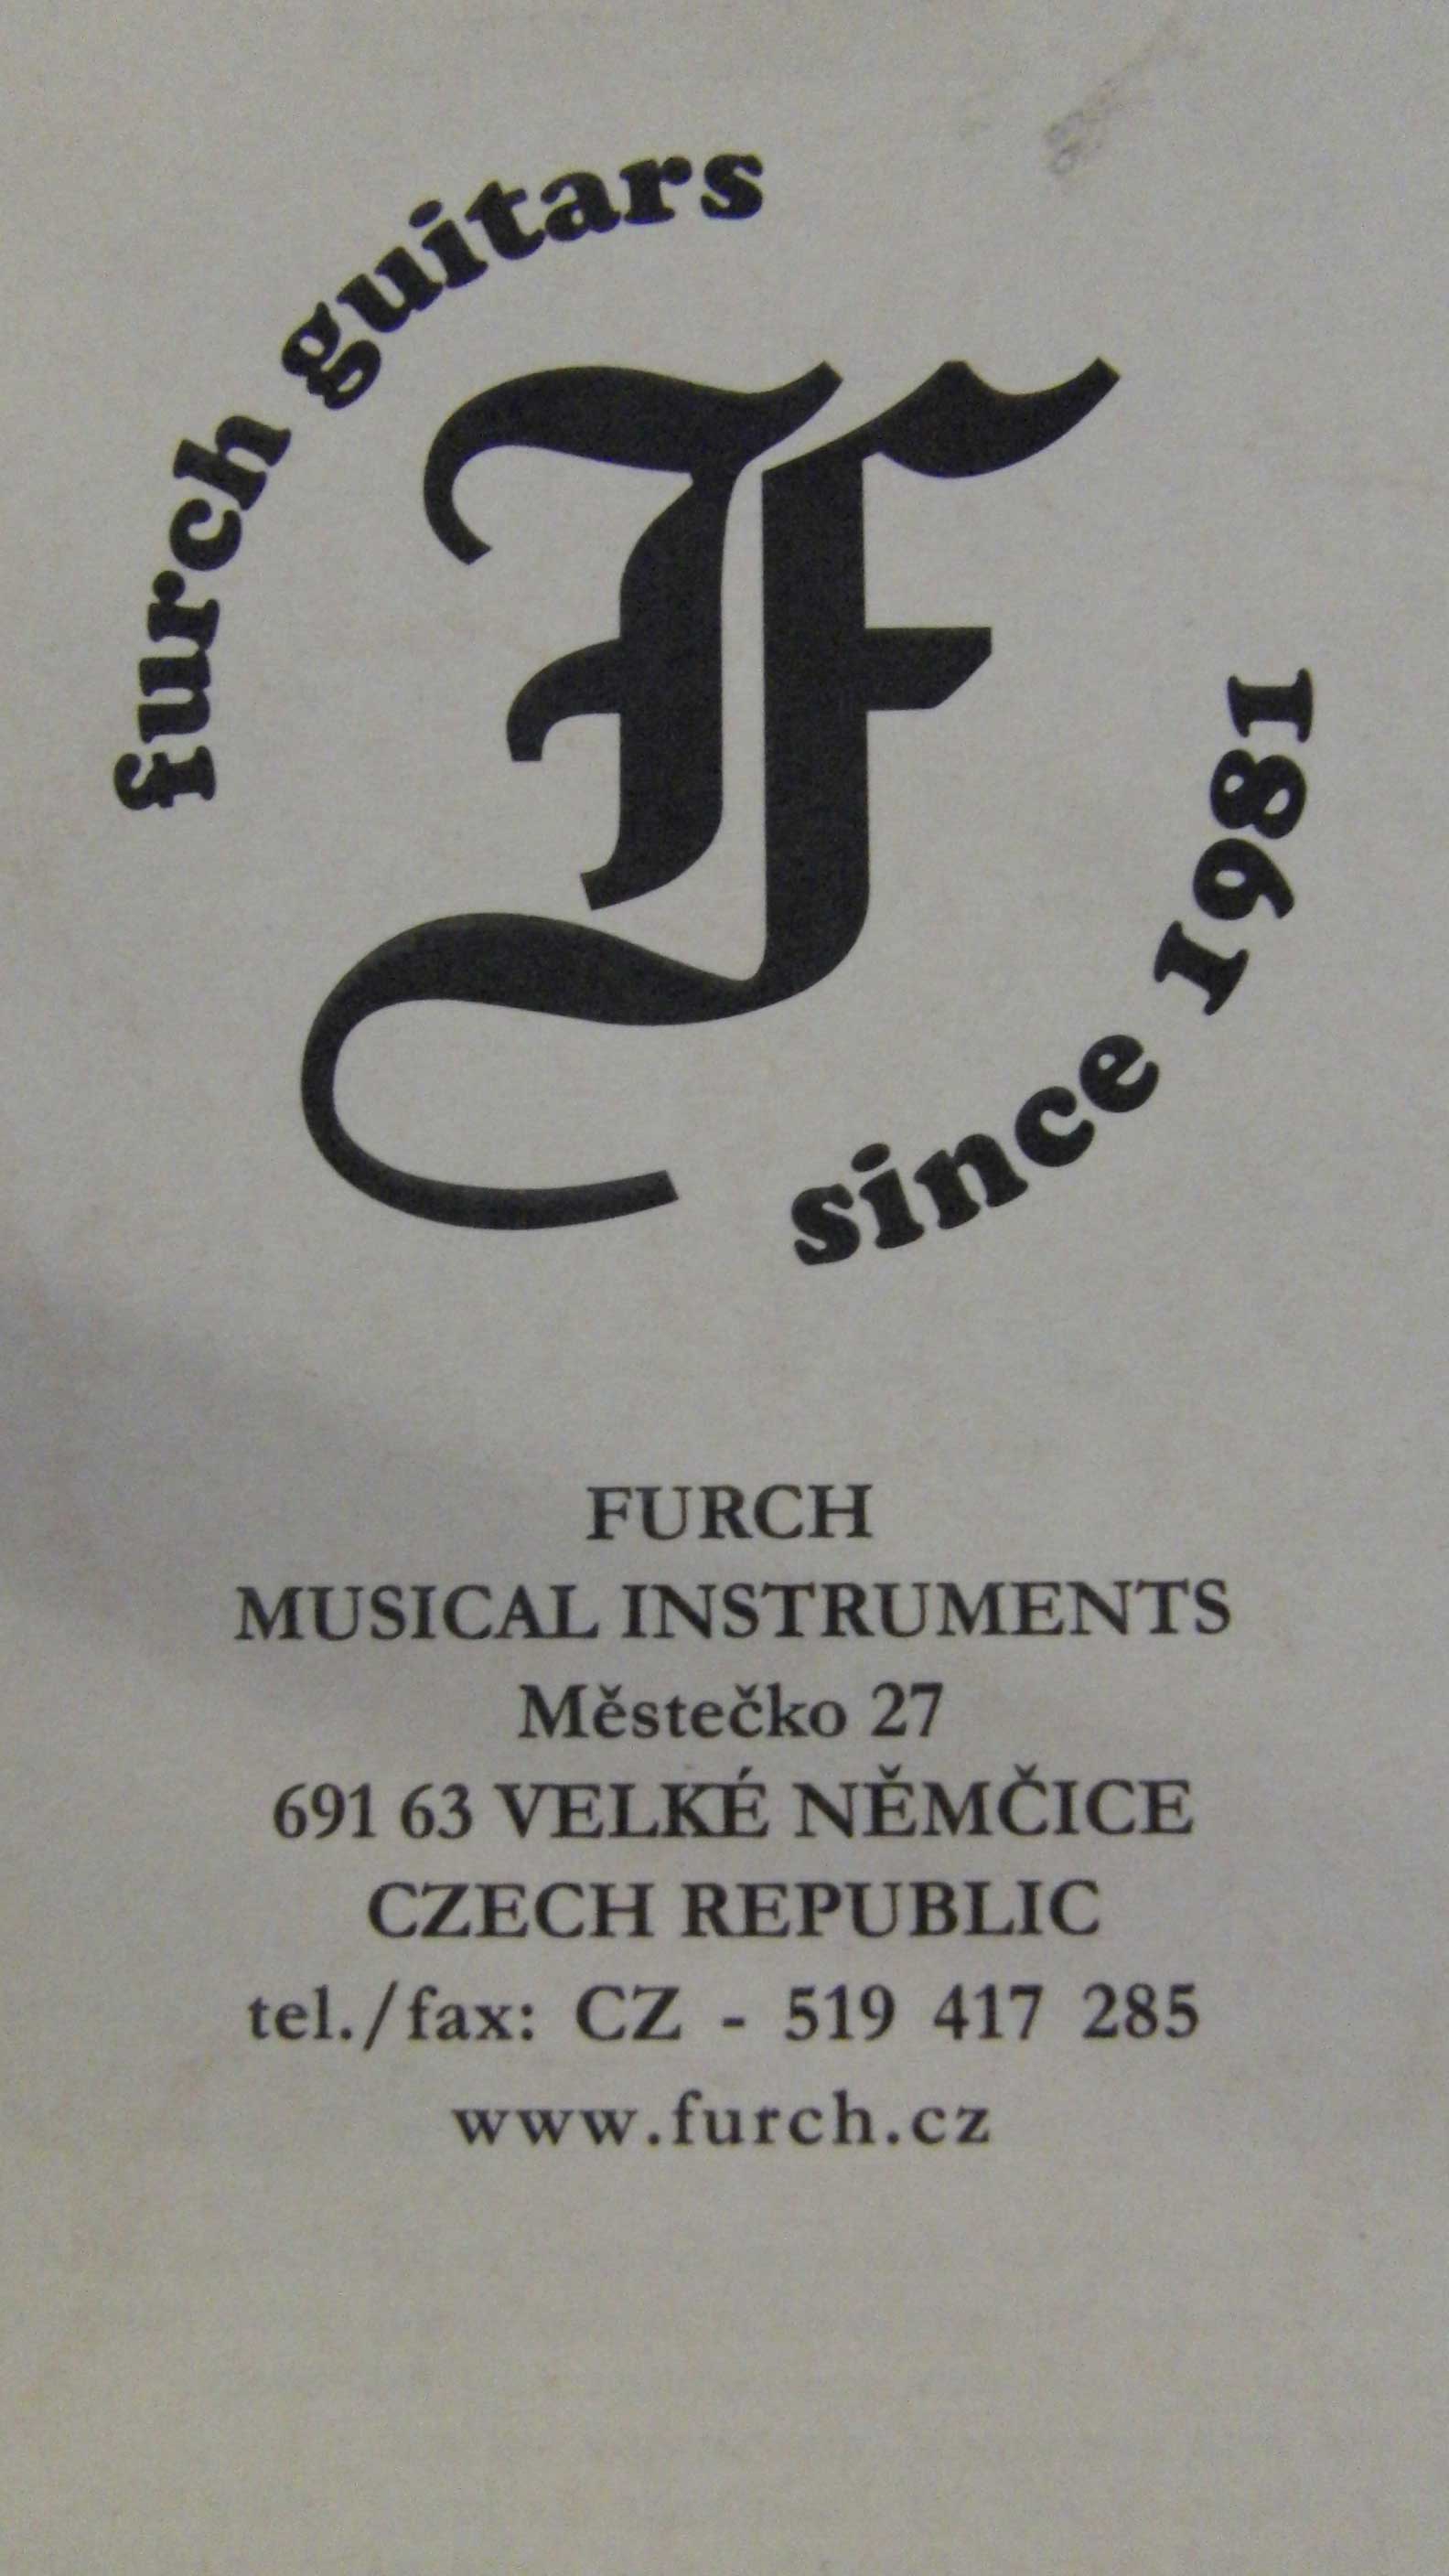 furch guitars
F
since 1981
FURCH
MUSICAL INSTRUMENTS
Městečko 27
691 63 VELKÉ NĚMČICE
CZECH REPUBLIC
tel./fax: CZ - 519 417 285
www.furch.cz